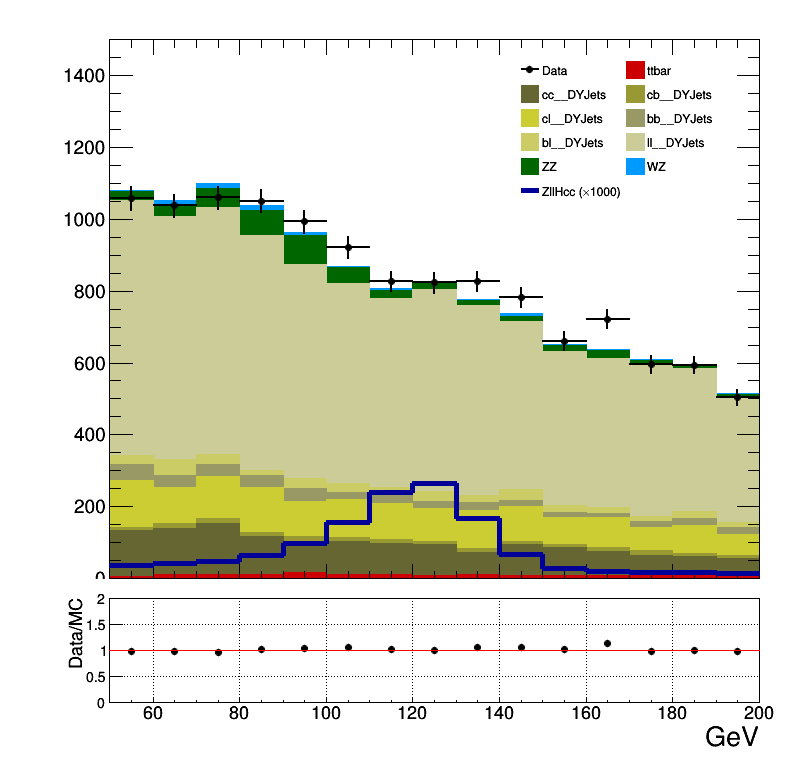 1400
1200
1000
800
600
400
200
0
Data
ttbar
cc__DYJets
cb__DYJets
cl__DYJets
bb__DYJets
bl__DYJets
ll__DYJets
ZZ
WZ
ZllHcc (×1000)
Data/MC
2
1.5
1
0.5
0
60 80 100 120 140 160 180 200
GeV